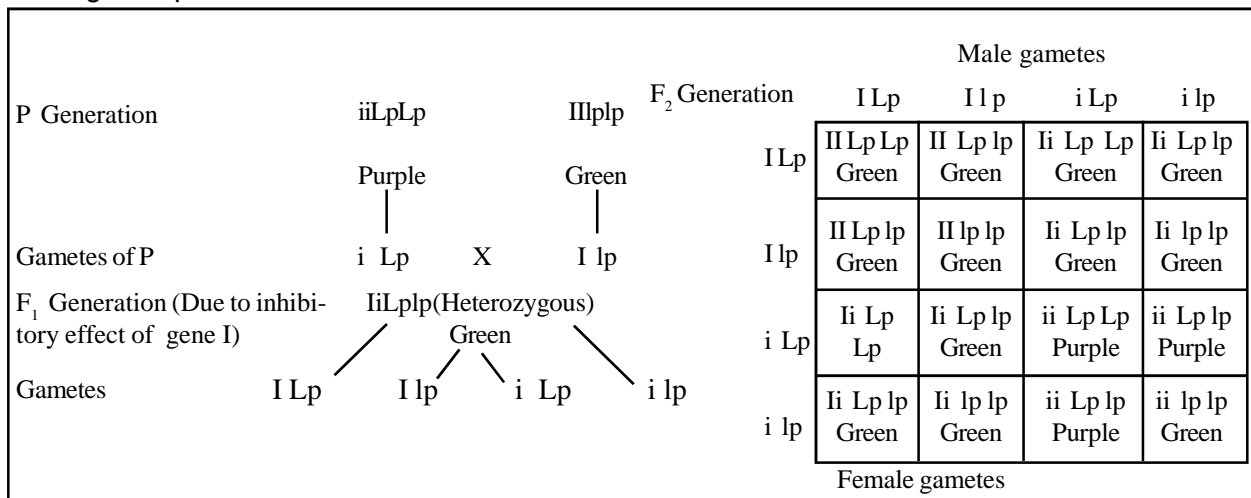 P Generation iiLpLp IIlplp
Purple Green
Gametes of P i Lp X I lp
F1 Generation (Due to inhibi- IiLplp(Heterozygous)
tory effect of gene I) Green
Gametes I Lp I lp i Lp i lp
Male gametes
F2 Generation I Lp I l p i Lp i lp
I Lp II Lp Lp II Lp lp Ii Lp Lp Ii Lp lp
Green Green Green Green
I lp II Lp lp II lp lp Ii Lp lp Ii lp lp
Green Green Green Green
i Lp Ii Lp Ii Lp lp ii Lp Lp ii Lp lp
Lp Green Purple Purple
i lp Ii Lp lp Ii lp lp ii Lp lp ii lp lp
Green Green Purple Green
Female gametes